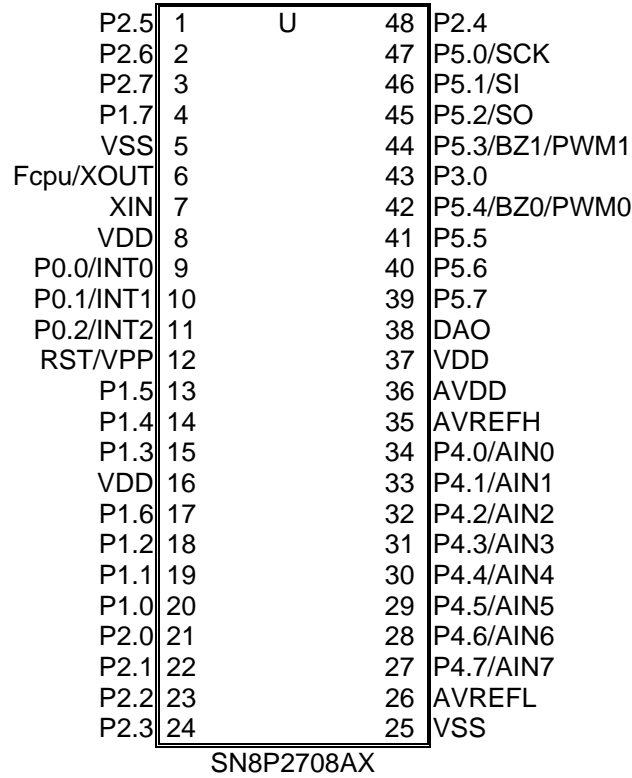 P2.5 1 U 48 P2.4
P2.6 2 47 P5.0/SCK
P2.7 3 46 P5.1/SI
P1.7 4 45 P5.2/SO
VSS 5 44 P5.3/BZ1/PWM1
Fcpu/XOUT 6 43 P3.0
XIN 7 42 P5.4/BZ0/PWM0
VDD 8 41 P5.5
P0.0/INT0 9 40 P5.6
P0.1/INT1 10 39 P5.7
P0.2/INT2 11 38 DAO
RST/VPP 12 37 VDD
P1.5 13 36 AVDD
P1.4 14 35 AVREFH
P1.3 15 34 P4.0/AIN0
VDD 16 33 P4.1/AIN1
P1.6 17 32 P4.2/AIN2
P1.2 18 31 P4.3/AIN3
P1.1 19 30 P4.4/AIN4
P1.0 20 29 P4.5/AIN5
P2.0 21 28 P4.6/AIN6
P2.1 22 27 P4.7/AIN7
P2.2 23 26 AVREFL
P2.3 24 25 VSS
SN8P2708AX